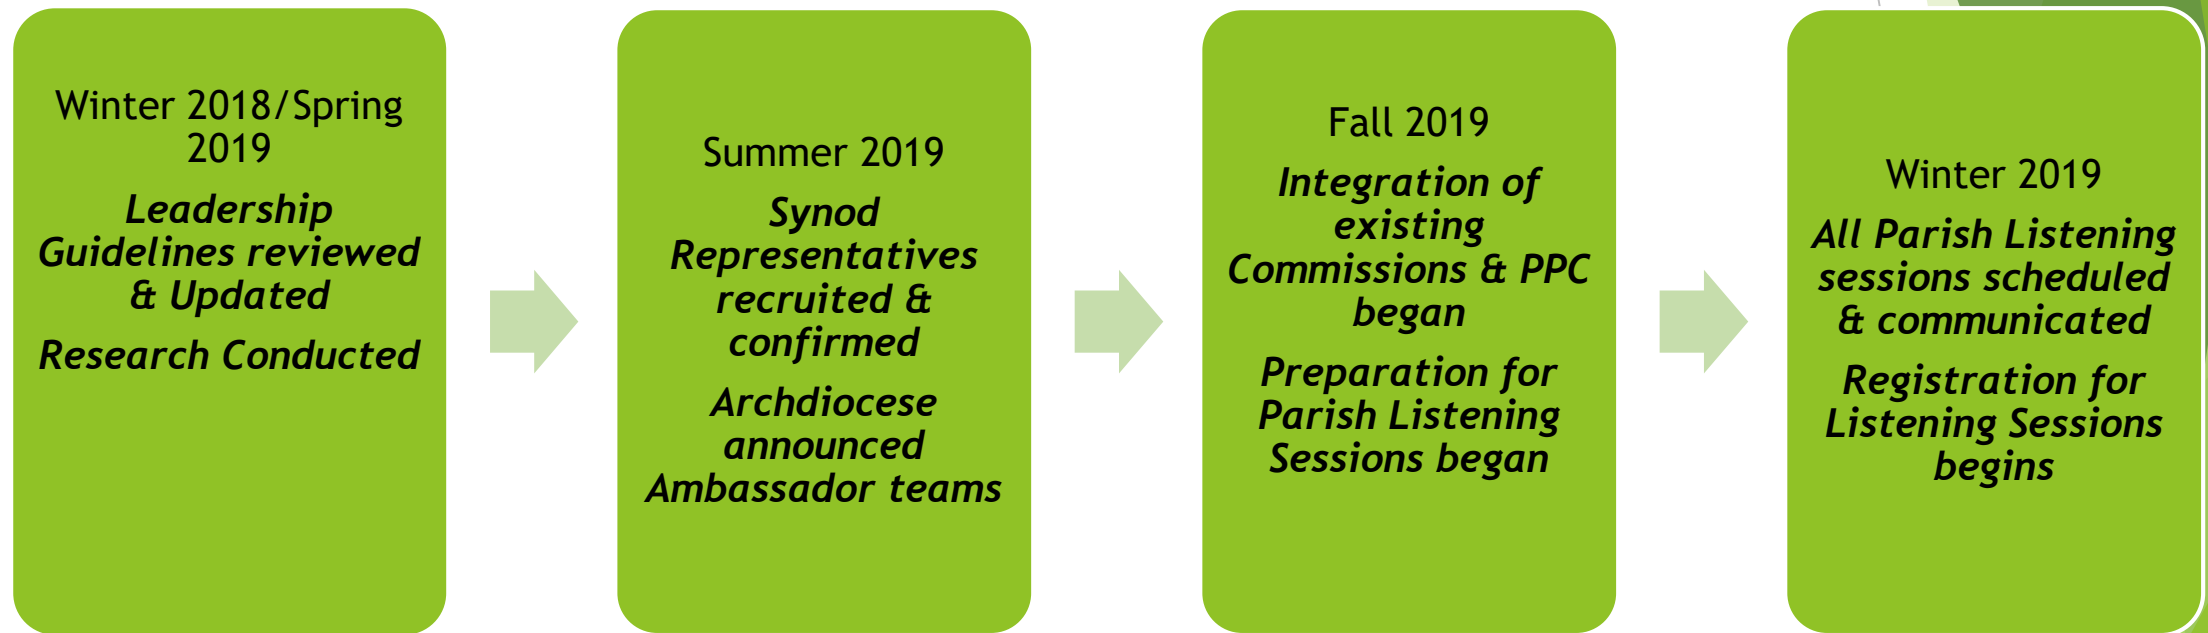 Winter 2018/Spring
2019
Leadership
Guidelines reviewed
& Updated
Research Conducted
Summer 2019
Synod
Representatives
recruited &
confirmed
Archdiocese
announced
Ambassador teams
Fall 2019
Integration of
existing
Commissions & PPC
began
Preparation for
Parish Listening
Sessions began
Winter 2019
All Parish Listening
sessions scheduled
& communicated
Registration for
Listening Sessions
begins